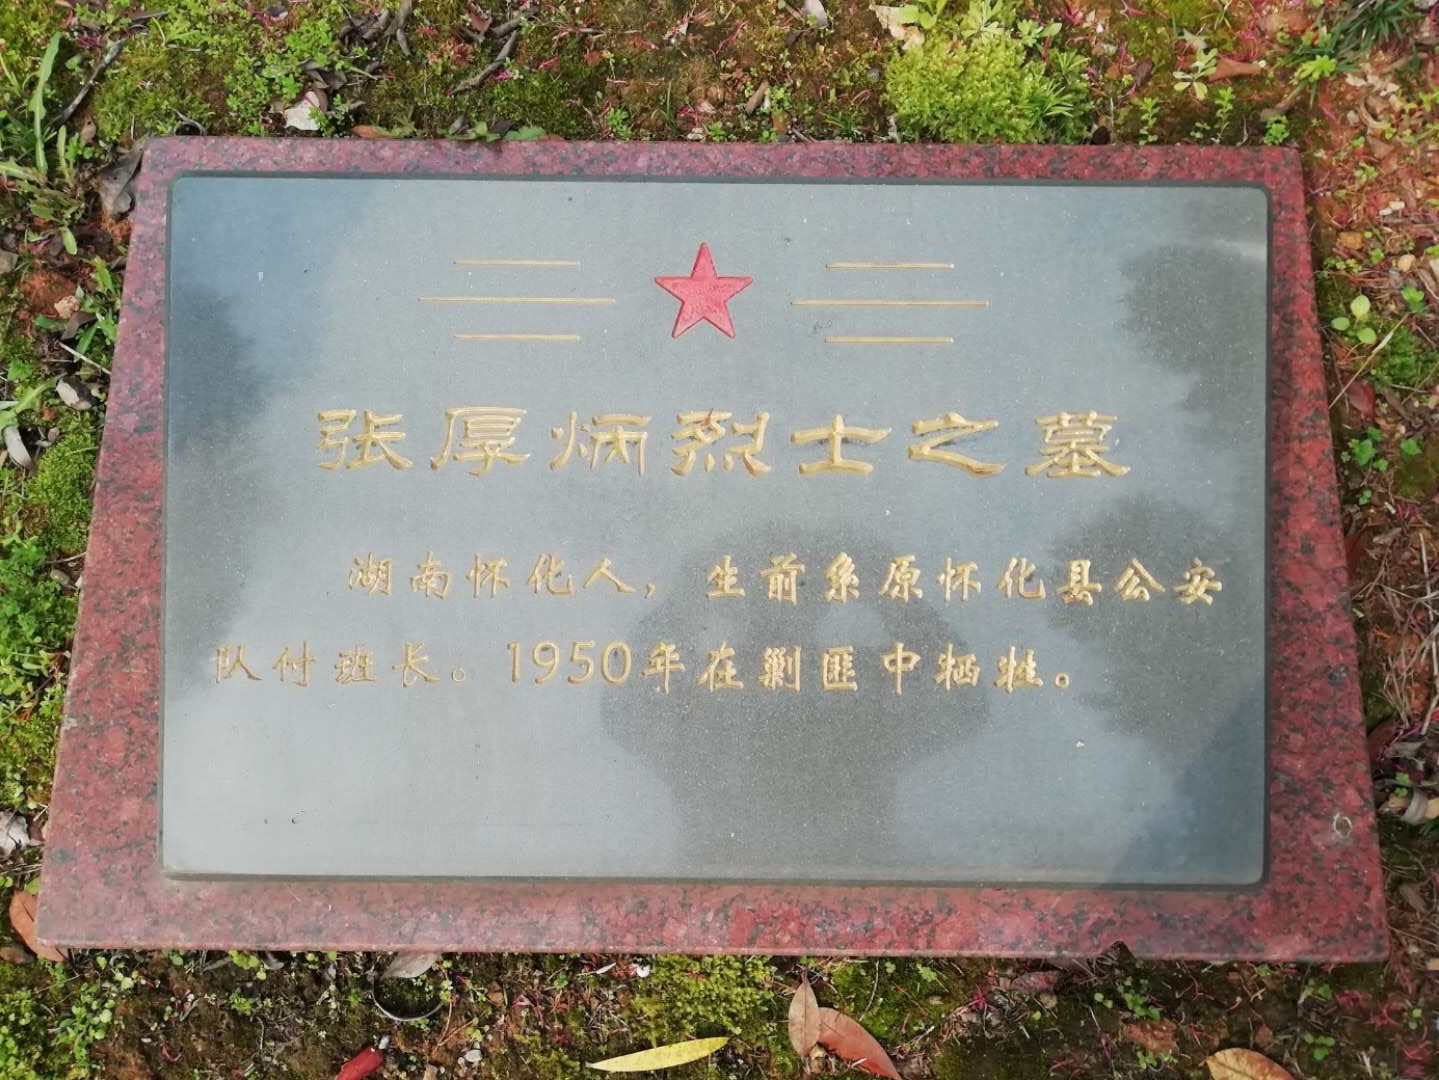 张厚炳烈士之墓
湖南怀化人，生前系原怀化县公安
队付班长。1950年在剿匪中牺牲。